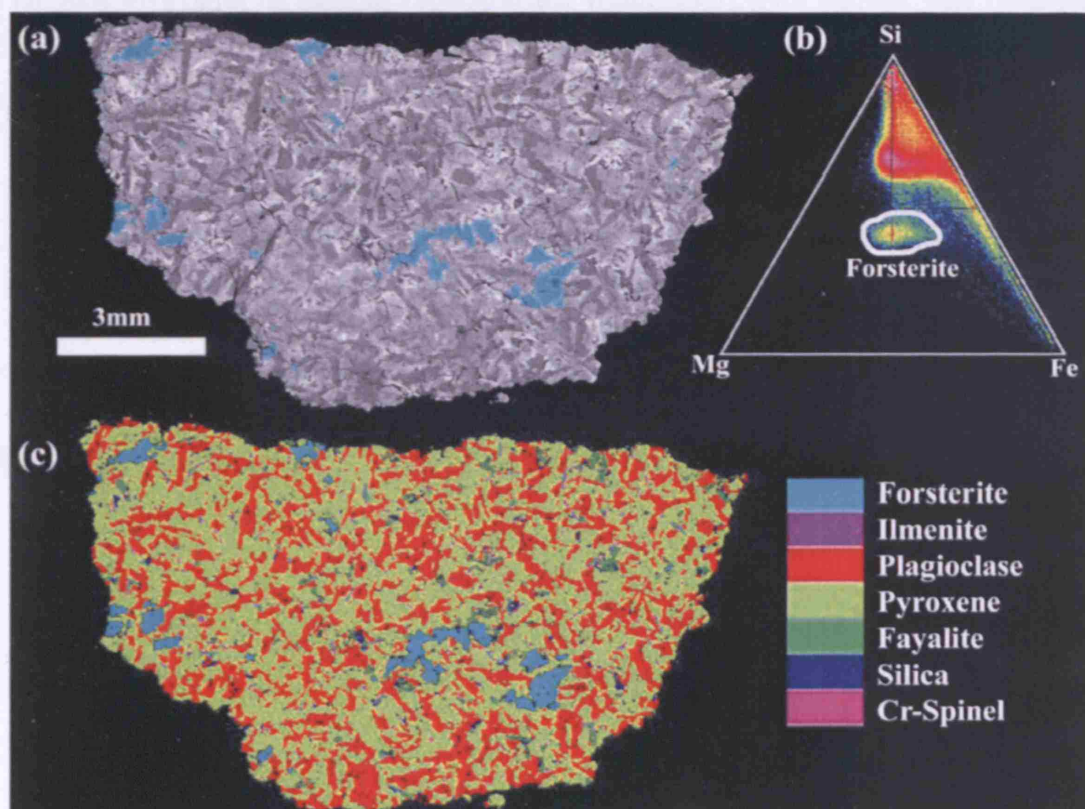 (a)
3mm
(b)
Si
Forsterite
Mg
Fe
(c)
Forsterite
Ilmenite
Plagioclase
Pyroxene
Fayalite
Silica
Cr-Spinel